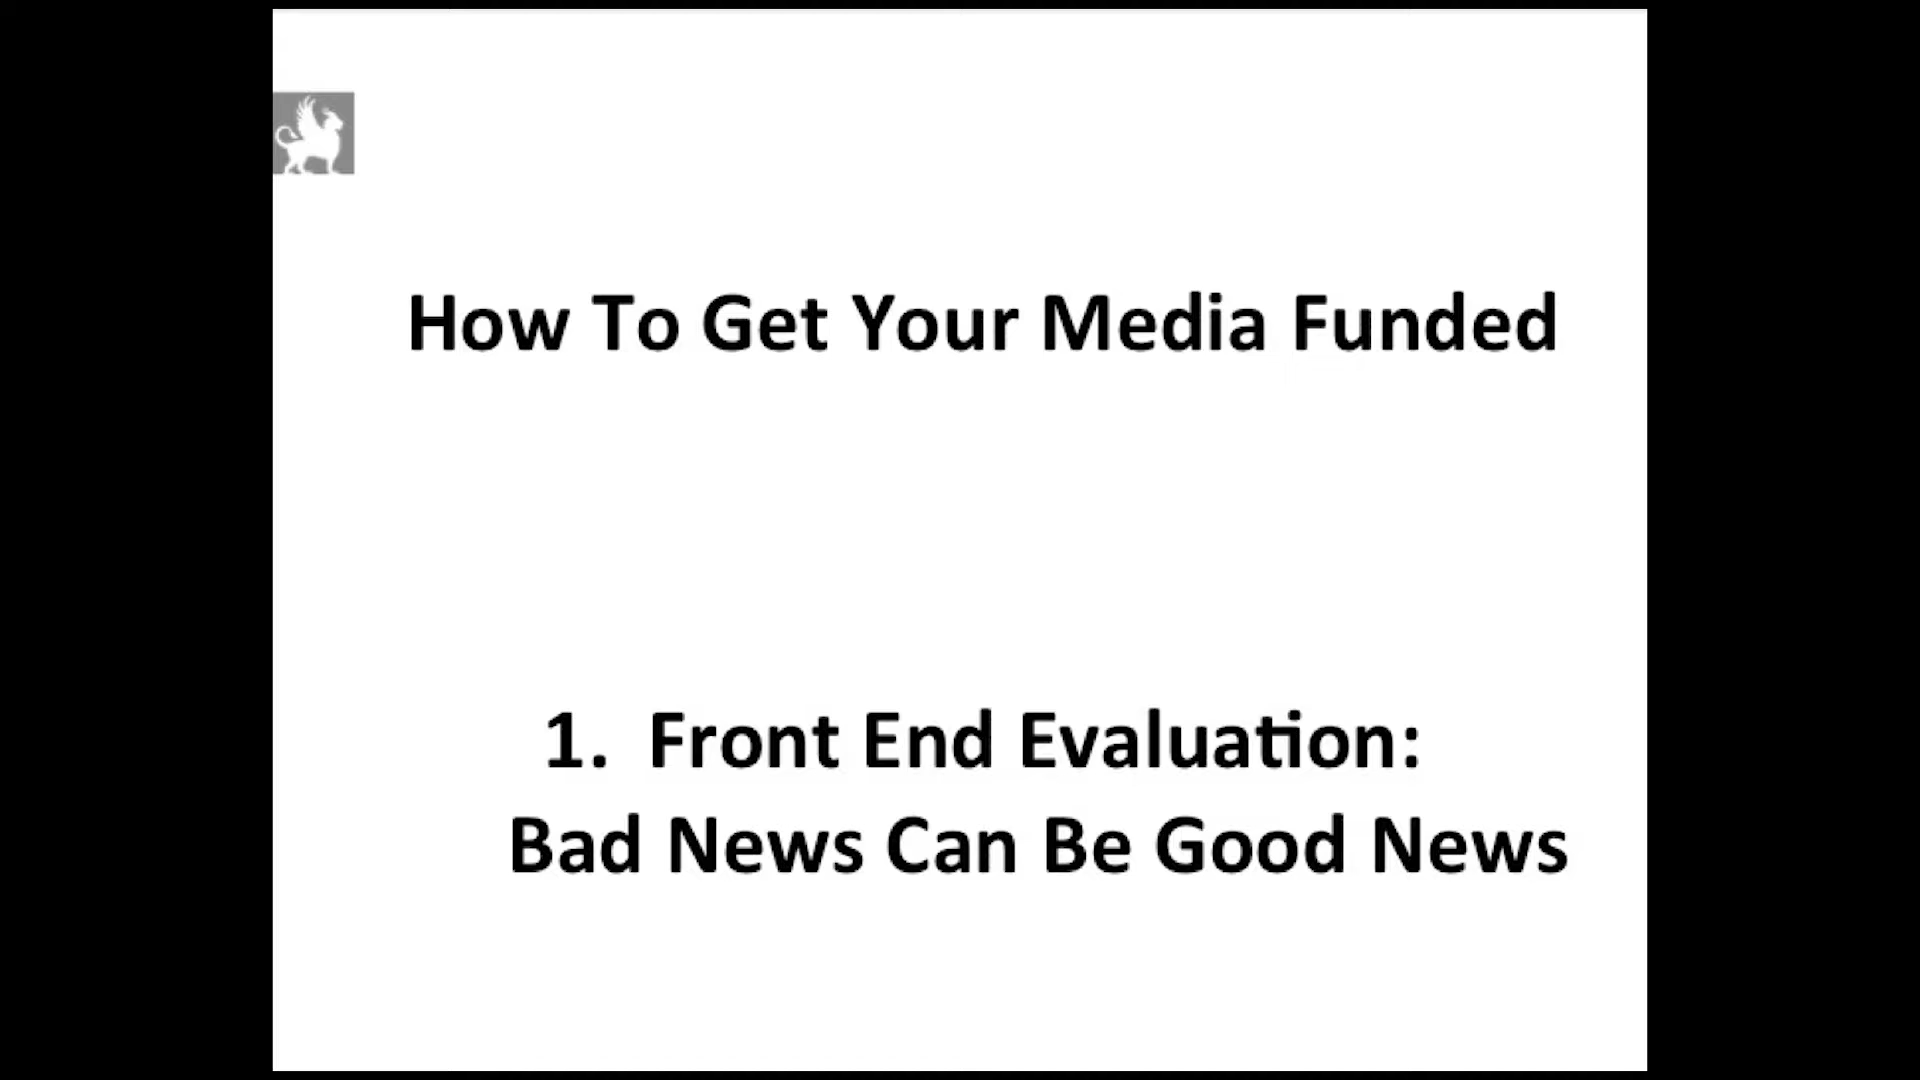 How To Get Your Media Funded
1. Front End Evaluation:
Bad News Can Be Good News